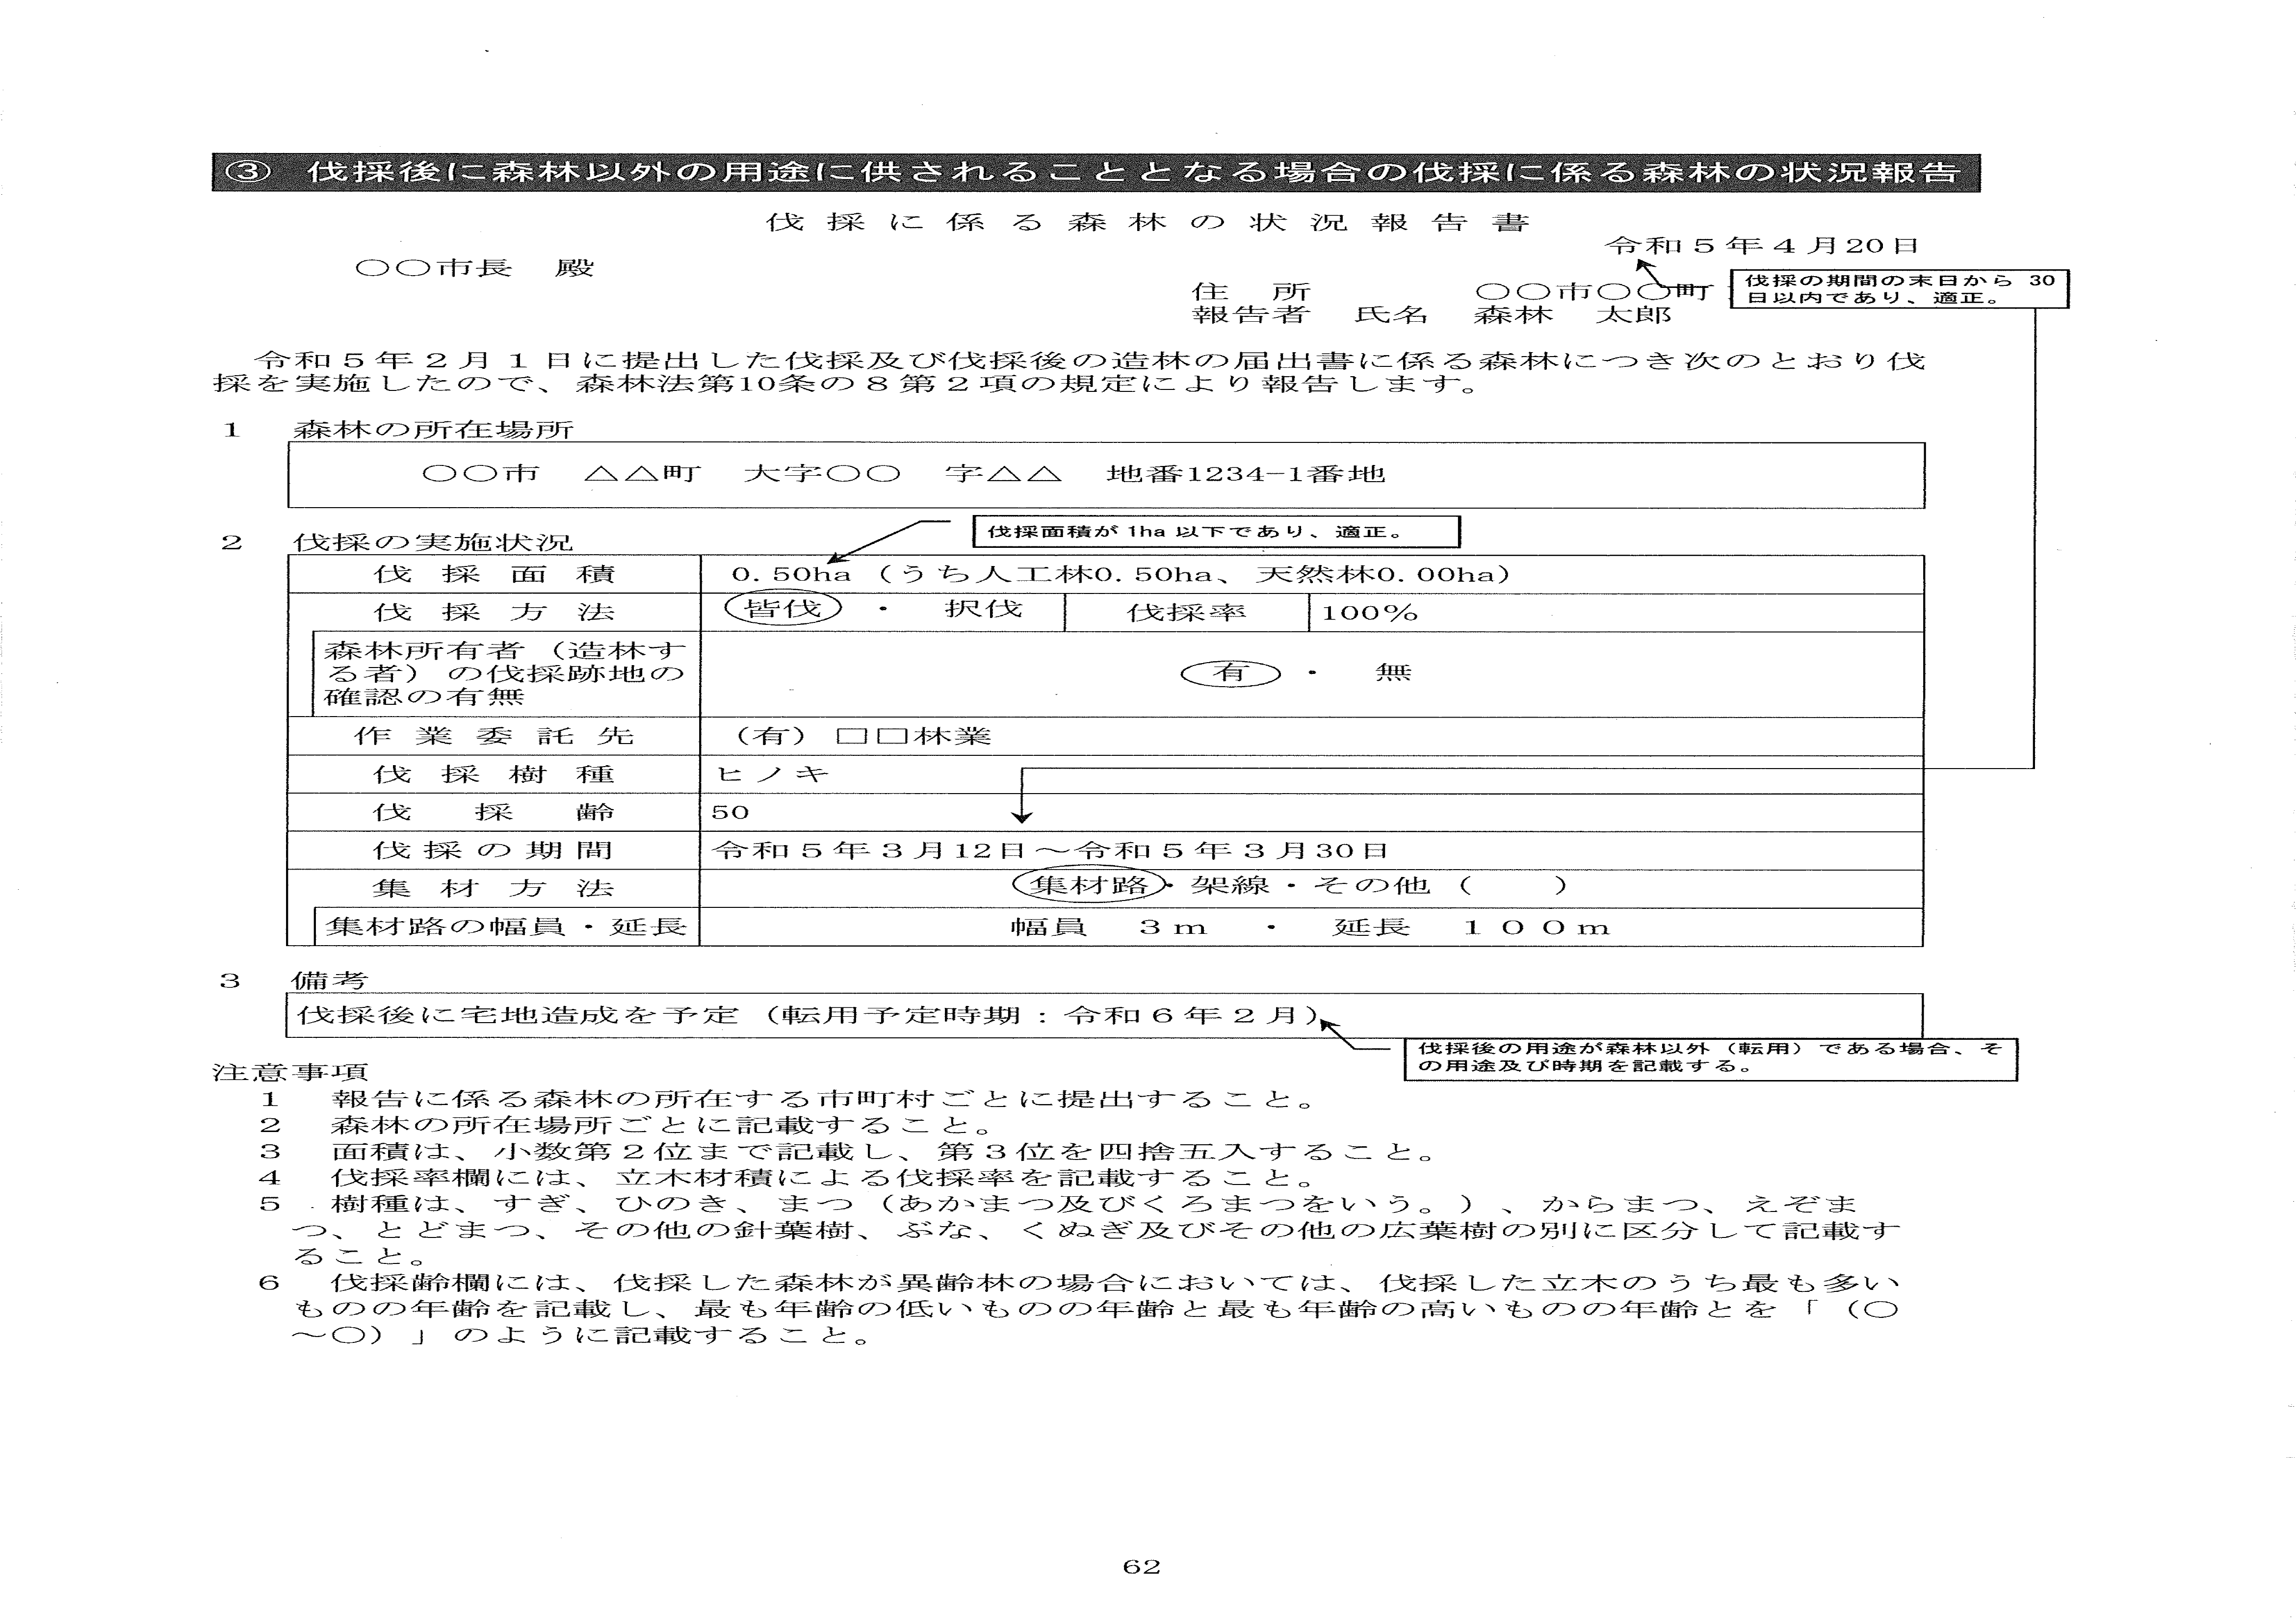 ③　伐採後に森林以外の用途に供されることとなる場合の伐採に係る森林の状況報告
伐採に係る森林の状況報告書
令和５年４月20日
○○市長　殿
伐採の期間の末日から 30
日以内であり、適正。
住　所　　　　○○市○○町
報告者　氏名　森林　太郎
令和５年２月１日に提出した伐採及び伐採後の造林の届出書に係る森林につき次のとおり伐
採を実施したので、森林法第10条の８第２項の規定により報告します。
１　森林の所在場所
○○市　△△町　大字○○　字△△　地番1234-1番地
伐採面積が 1ha 以下であり、適正。
２　伐採の実施状況
伐採面積　0.50ha（うち人工林0.50ha、天然林0.00ha）
伐採方法　皆伐　・　択伐　伐採率　100%
森林所有者（造林す
る者）の伐採跡地の
確認の有無
有　・　無
作業委託先　（有）□□林業
伐採樹種　ヒノキ
伐採齢　50
伐採の期間　令和５年３月12日～令和５年３月30日
集材方法　集材路・架線・その他（　　）
集材路の幅員・延長　幅員　３ｍ　・　延長　１００ｍ
３　備考
伐採後に宅地造成を予定（転用予定時期：令和６年２月）
伐採後の用途が森林以外（転用）である場合、そ
の用途及び時期を記載する。
注意事項
１　報告に係る森林の所在する市町村ごとに提出すること。
２　森林の所在場所ごとに記載すること。
３　面積は、小数第２位まで記載し、第３位を四捨五入すること。
４　伐採率欄には、立木材積による伐採率を記載すること。
５　樹種は、すぎ、ひのき、まつ（あかまつ及びくろまつをいう。）、からまつ、えぞま
つ、とどまつ、その他の針葉樹、ぶな、くぬぎ及びその他の広葉樹の別に区分して記載す
ること。
６　伐採齢欄には、伐採した森林が異齢林の場合においては、伐採した立木のうち最も多い
ものの年齢を記載し、最も年齢の低いものの年齢と最も年齢の高いものの年齢とを「（○
～○）」のように記載すること。
62